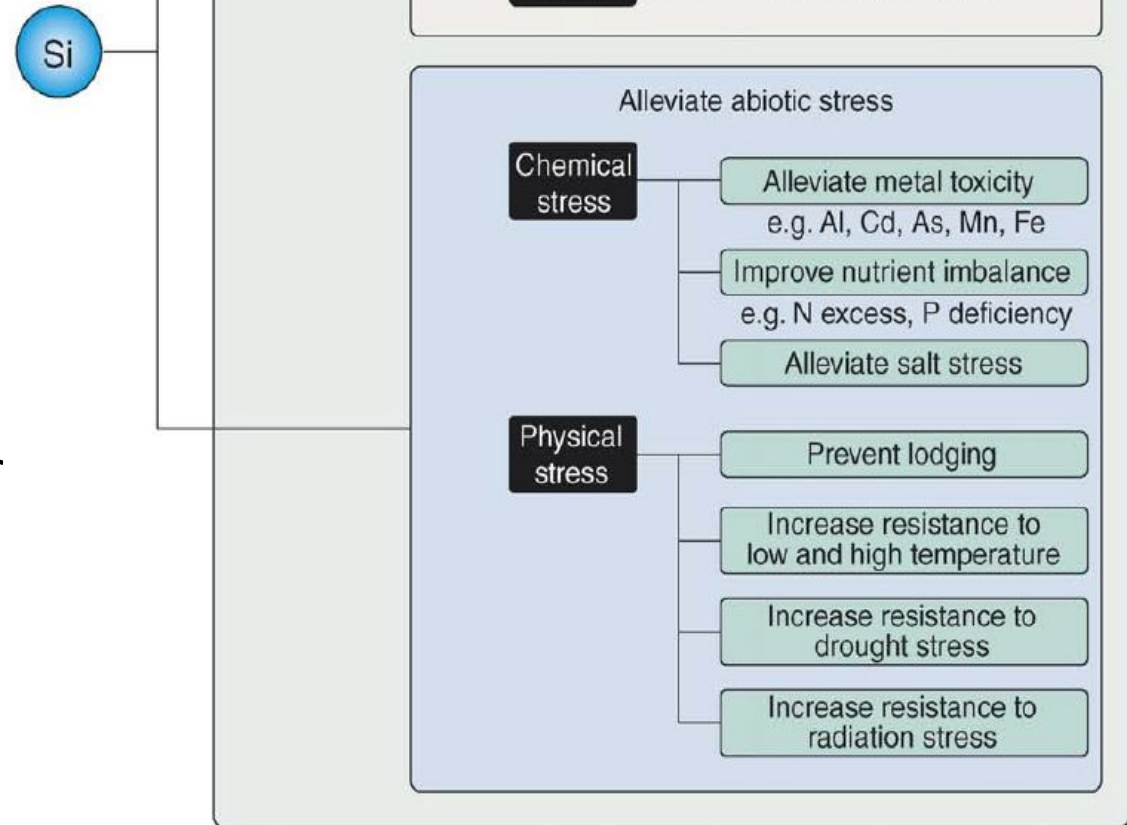 Si
Alleviate abiotic stress
Chemical
stress
Alleviate metal toxicity
e.g. Al, Cd, As, Mn, Fe
Improve nutrient imbalance
e.g. N excess, P deficiency
Alleviate salt stress
Physical
stress
Prevent lodging
Increase resistance to
low and high temperature
Increase resistance to
drought stress
Increase resistance to
radiation stress